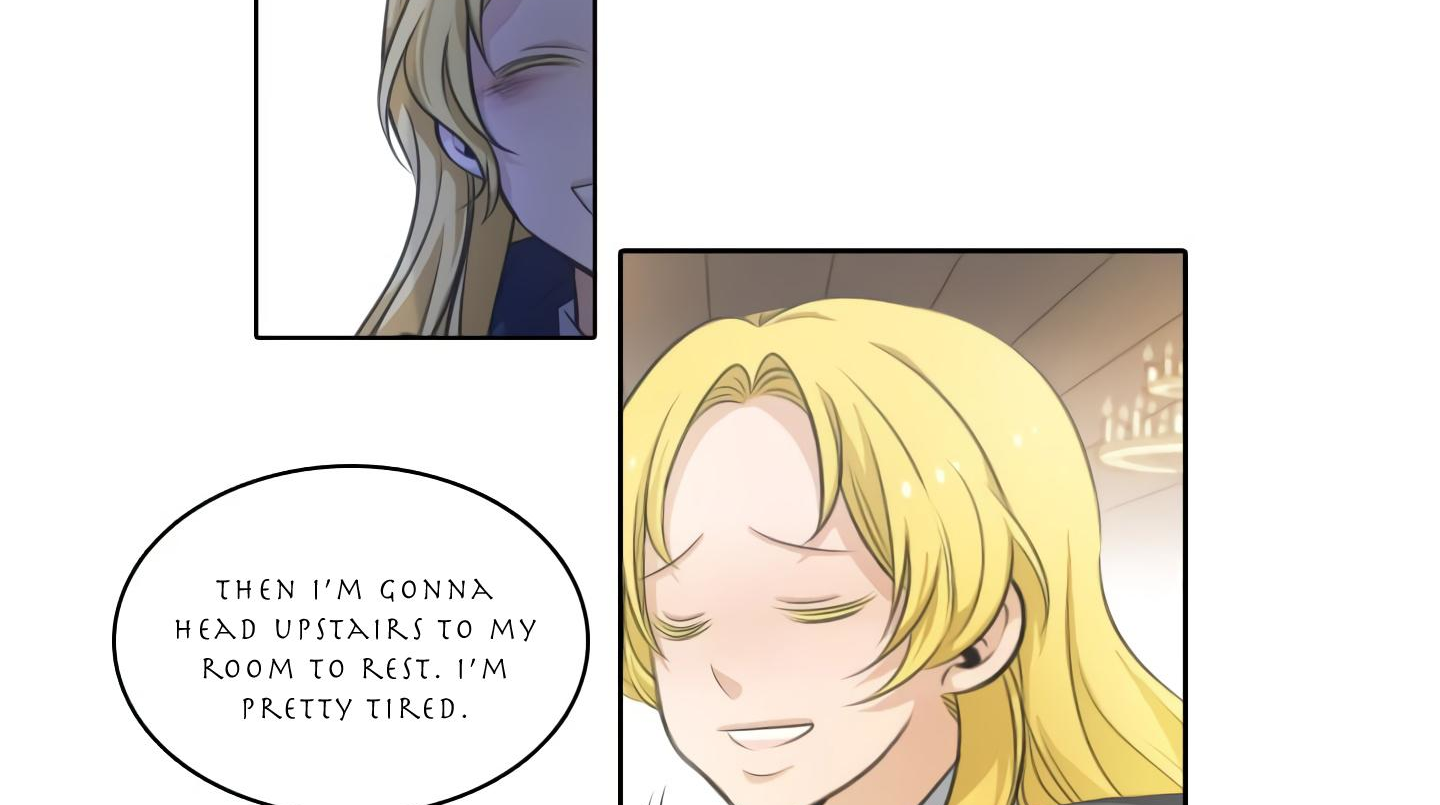 THEN I'M GONNA
HEAD UPSTAIRS TO MY
ROOM TO REST. I'M
PRETTY TIRED.